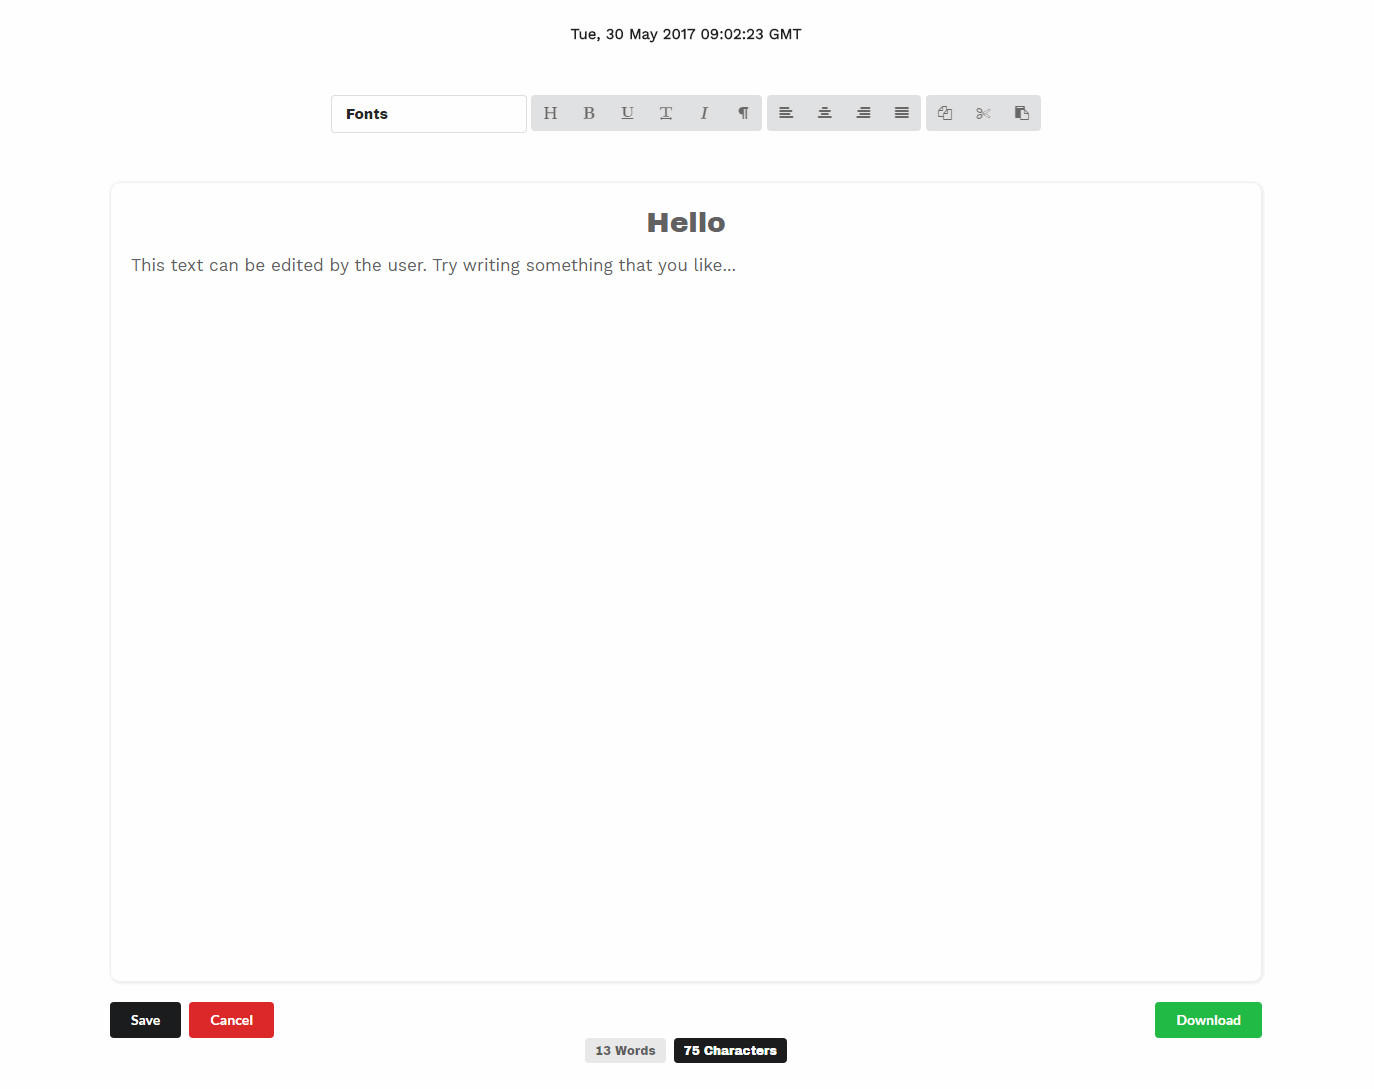 Tue, 30 May 2017 09:02:23 GMT
Fonts H B U T I ¶
Hello
This text can be edited by the user. Try writing something that you like...
Save Cancel Download
13 Words 75 Characters